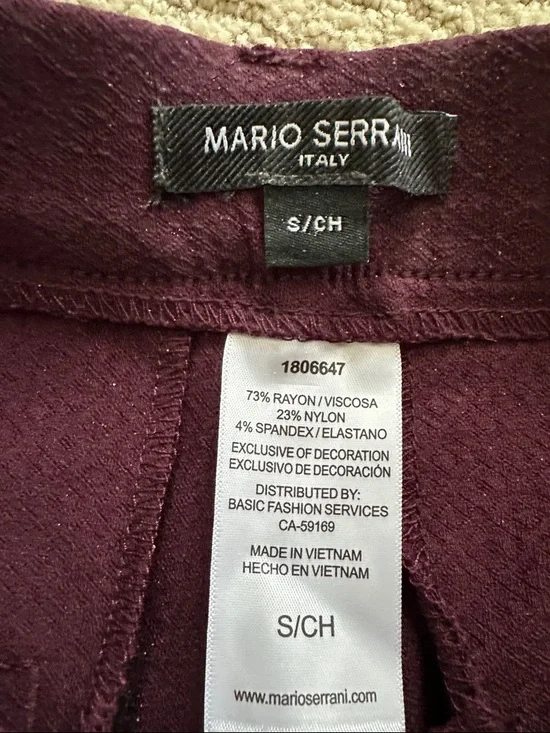 MARIO SERRANI
ITALY
S/CH
1806647
73% RAYON/VISCOSA
23% NYLON
4% SPANDEX/ELASTANO
EXCLUSIVE OF DECORATION
EXCLUSIVO DE DECORACIÓN
DISTRIBUTED BY:
BASIC FASHION SERVICES
CA-59169
MADE IN VIETNAM
HECHO EN VIETNAM
S/CH
www.marioserrani.com